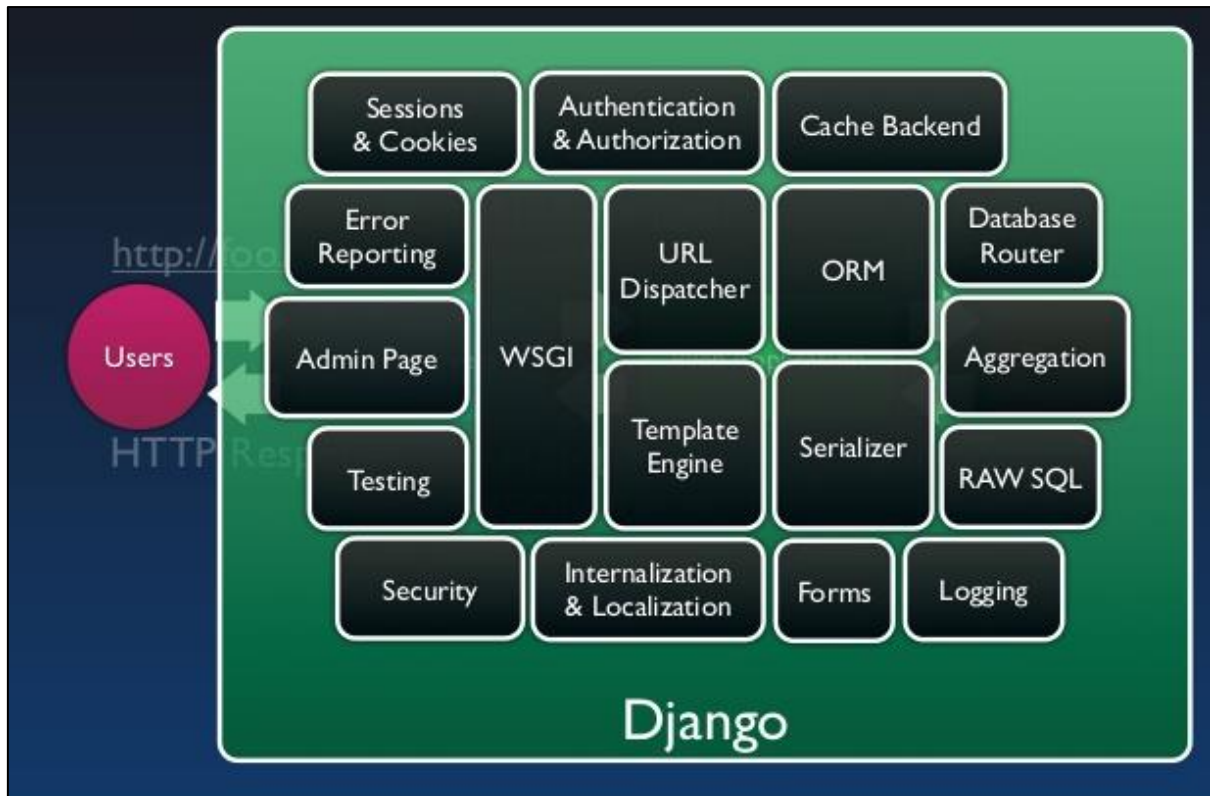 Sessions
& Cookies
Authentication
& Authorization
Cache Backend
Error
Reporting
WSGI
URL
Dispatcher
ORM
Database
Router
http://foo.
Users
Admin Page
Aggregation
HTTP Resp
Testing
Template
Engine
Serializer
RAW SQL
Security
Internalization
& Localization
Forms
Logging
Django